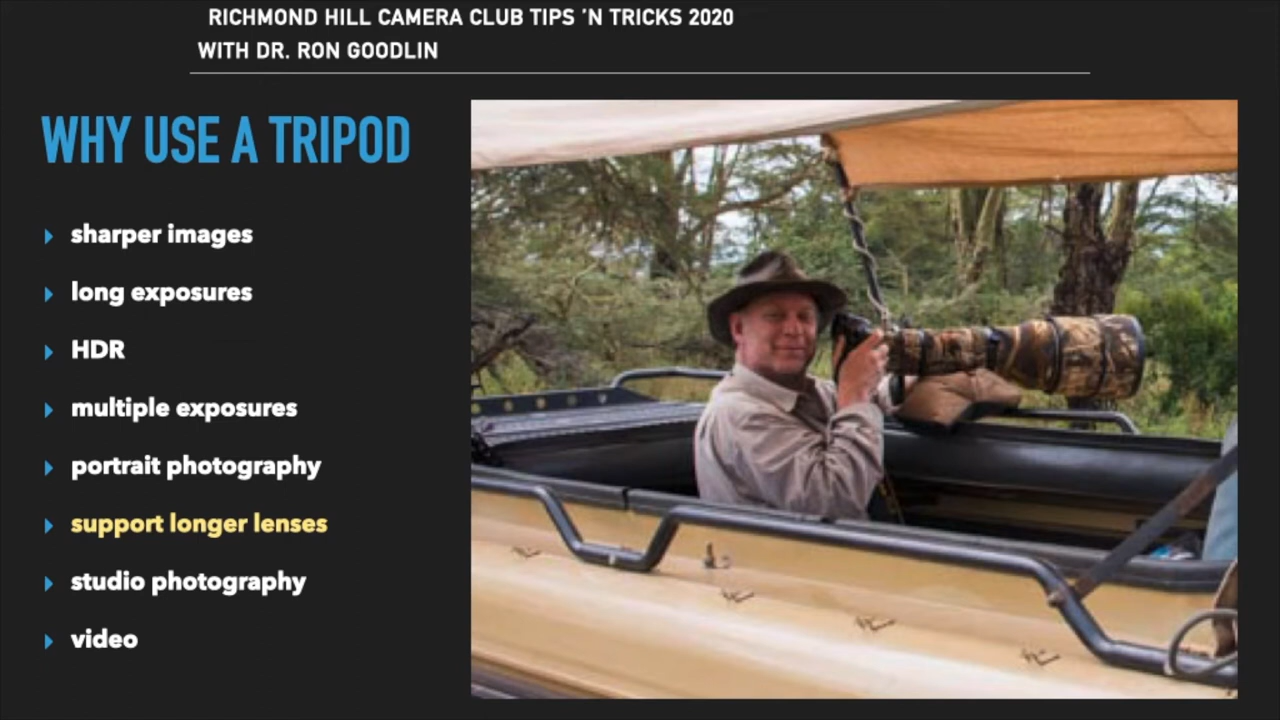 RICHMOND HILL CAMERA CLUB TIPS ’N TRICKS 2020
WITH DR. RON GOODLIN
WHY USE A TRIPOD
sharper images
long exposures
HDR
multiple exposures
portrait photography
support longer lenses
studio photography
video